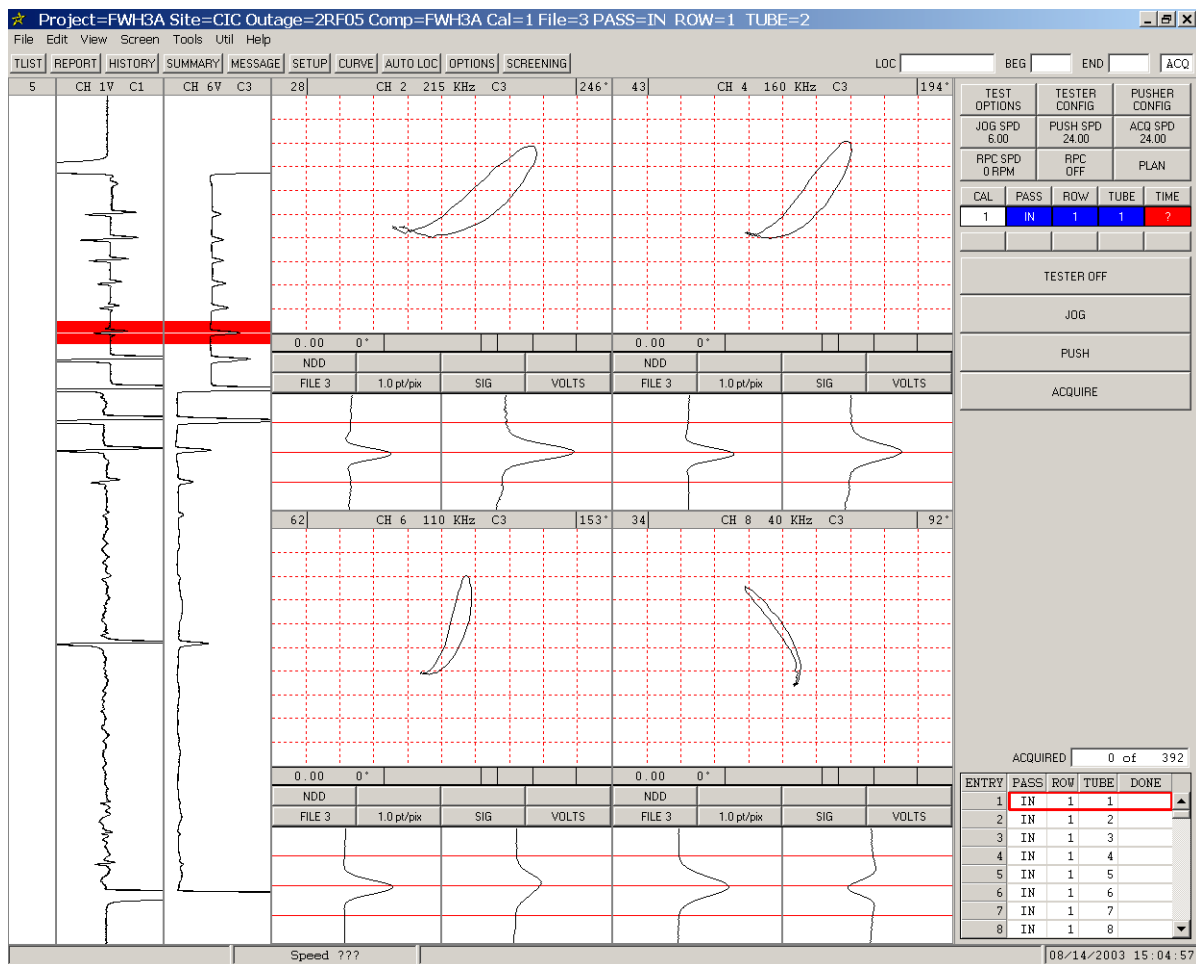 Project=FWH3A Site=CIC Outage=2RF05 Comp=FWH3A Cal=1 File=3 PASS=IN ROW=1 TUBE=2
File Edit View Screen Tools Util Help
TLIST REPORT HISTORY SUMMARY MESSAGE SETUP CURVE AUTO LOC OPTIONS SCREENING LOC BEG END ACQ
5 CH 1V C1 CH 6V C3 28 CH 2 215 KHz C3 246° 43 CH 4 160 KHz C3 194°
TEST OPTIONS TESTER CONFIG PUSHER CONFIG
JOG SPD 6.00 PUSH SPD 24.00 ACQ SPD 24.00
RPC SPD 0 RPM RPC OFF PLAN
CAL PASS ROW TUBE TIME
1 IN 1 1 ?
TESTER OFF
JOG
PUSH
ACQUIRE
0.00 0° 0.00 0°
NDD NDD
FILE 3 1.0 pt/pix SIG VOLTS FILE 3 1.0 pt/pix SIG VOLTS
62 CH 6 110 KHz C3 153° 34 CH 8 40 KHz C3 92°
0.00 0° 0.00 0°
NDD NDD
FILE 3 1.0 pt/pix SIG VOLTS FILE 3 1.0 pt/pix SIG VOLTS
ACQUIRED 0 of 392
ENTRY PASS ROW TUBE DONE
1 IN 1 1
2 IN 1 2
3 IN 1 3
4 IN 1 4
5 IN 1 5
6 IN 1 6
7 IN 1 7
8 IN 1 8
Speed ??? 08/14/2003 15:04:57